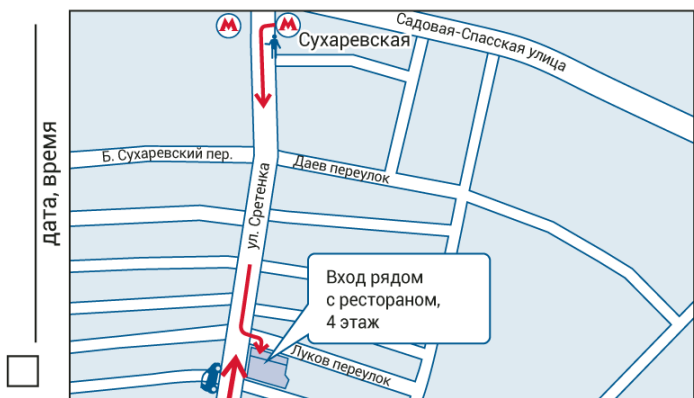 дата, время
М
М
Сухаревская
Садовая-Спасская улица
Б. Сухаревский пер.
Даев переулок
ул. Сретенка
Вход рядом
с рестораном,
4 этаж
Луков переулок